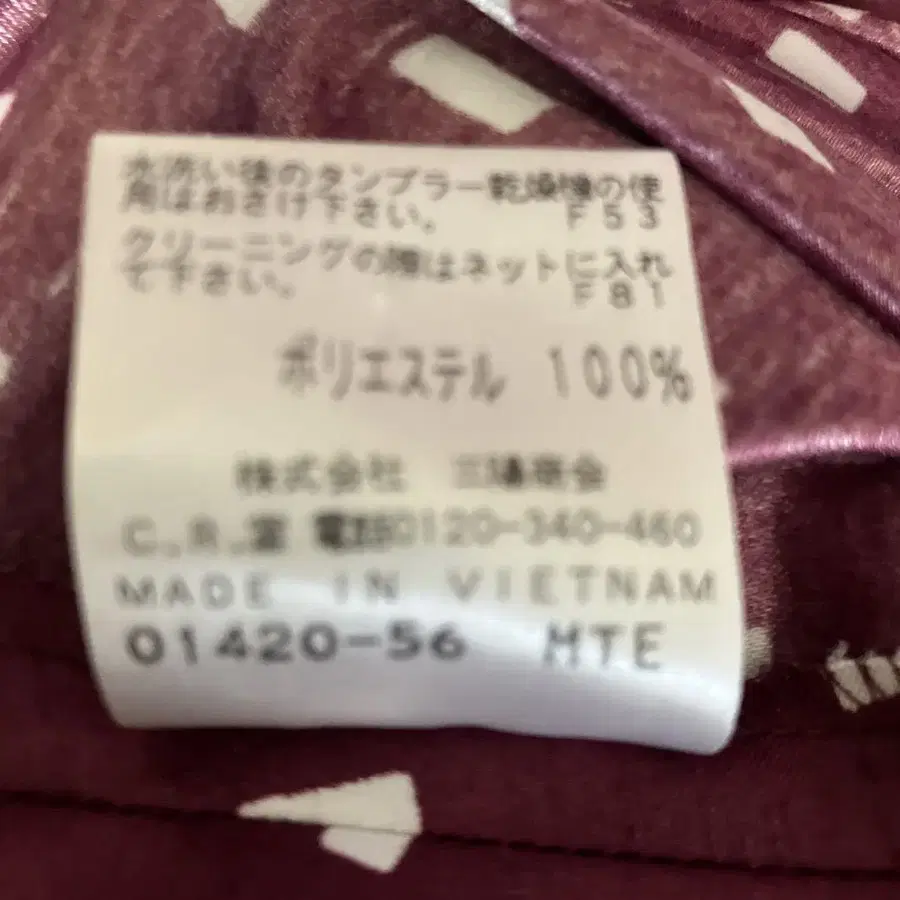 水洗い後のタンブラー乾燥機の使
用はおさけ下さい。 F53
クリーニングの際はネットに入れ
て下さい。 F81
ポリエステル 100%
株式会社 三陽商会
C.R.室 電話0120-340-460
MADE IN VIETNAM
01420-56 MTE